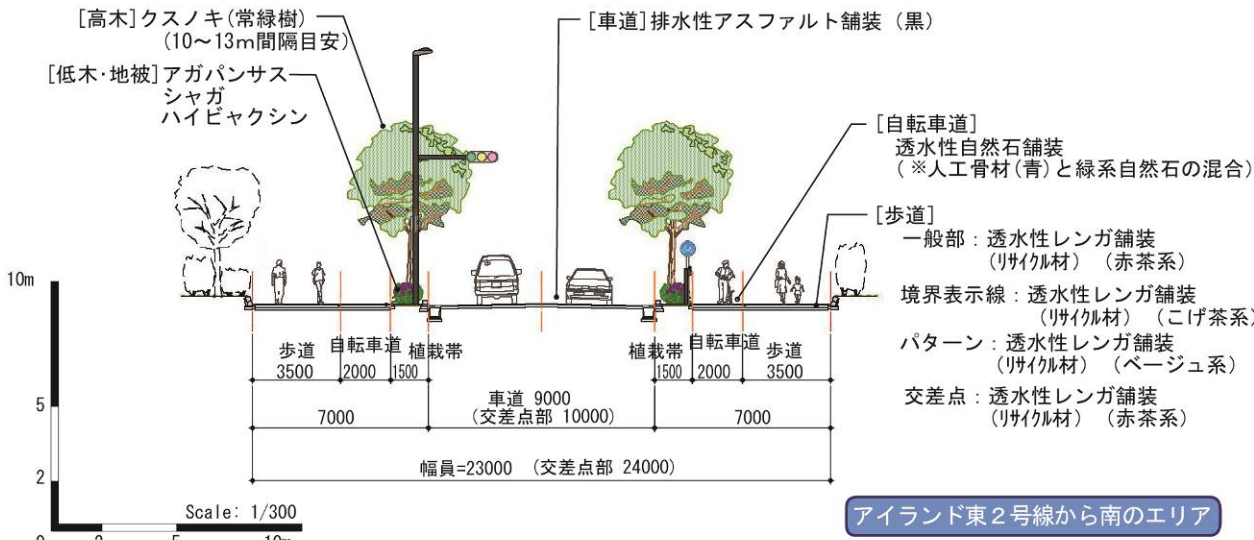 [高木]クスノキ(常緑樹)
(10～13m間隔目安)
[低木･地被]アガパンサス
シャガ
ハイビャクシン
[車道]排水性アスファルト舗装（黒）
[自転車道]
透水性自然石舗装
(※人工骨材(青)と緑系自然石の混合)
[歩道]
一般部：透水性レンガ舗装
(ﾘｻｲｸﾙ材)（赤茶系）
境界表示線：透水性レンガ舗装
(ﾘｻｲｸﾙ材)（こげ茶系）
パターン：透水性レンガ舗装
(ﾘｻｲｸﾙ材)（ベージュ系）
交差点：透水性レンガ舗装
(ﾘｻｲｸﾙ材)（赤茶系）
歩道 自転車道 植栽帯 植栽帯 自転車道 歩道
3500 2000 1500 1500 2000 3500
車道 9000
(交差点部 10000)
7000 7000
幅員=23000 (交差点部 24000)
10m
5
2
Scale: 1/300
0 2 5 10m
アイランド東２号線から南のエリア